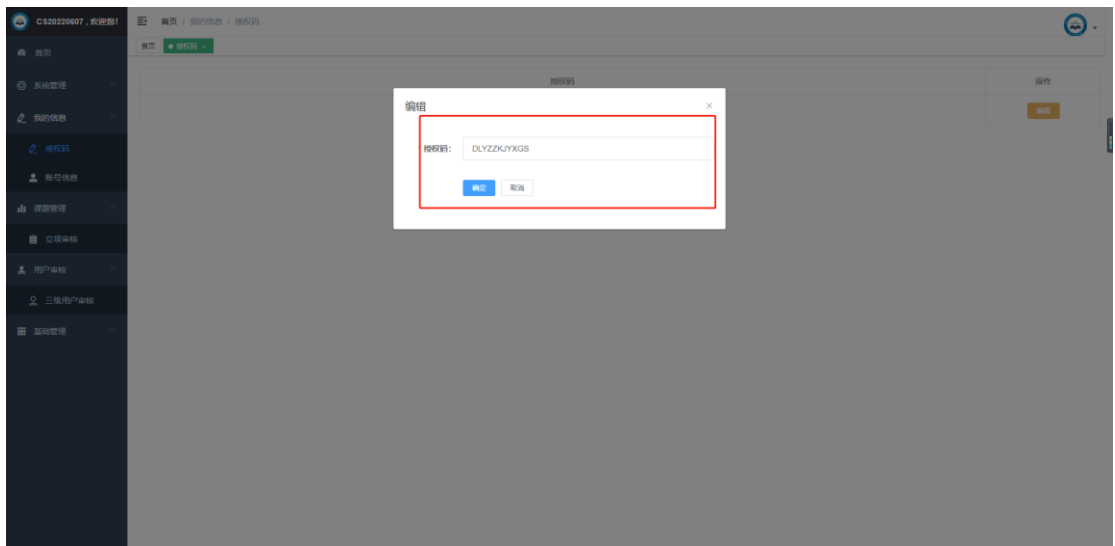 CS20220607 , 欢迎您!
首页 / 我的信息 / 授权码
首页
授权码 ×
首页
系统管理
我的信息
授权码
账号信息
课题管理
立项审核
用户审核
三级用户审核
基础管理
授权码
操作
编辑
编辑
×
* 授权码:
DLYZZKJYXGS
确定
取消